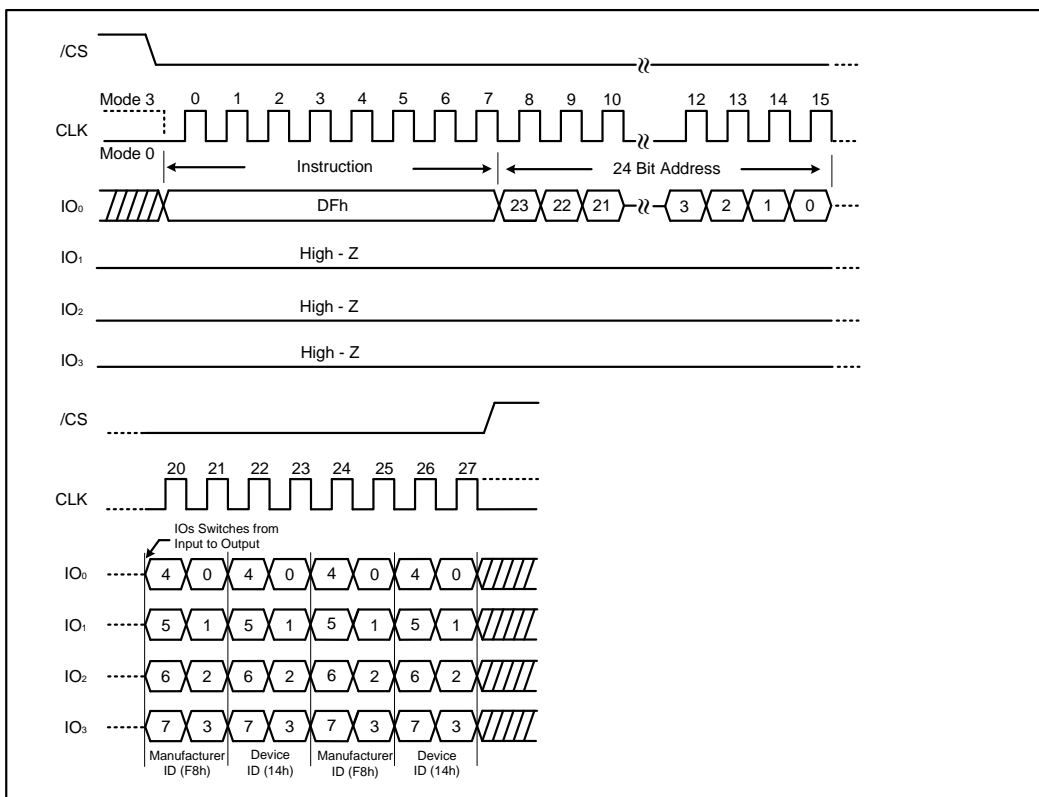 /CS
Mode 3 0 1 2 3 4 5 6 7 8 9 10 12 13 14 15
CLK
Mode 0
Instruction 24 Bit Address
IO₀ DFh 23 22 21 3 2 1 0
IO₁ High - Z
IO₂ High - Z
IO₃ High - Z
/CS
20 21 22 23 24 25 26 27
CLK
IOs Switches from
Input to Output
IO₀ 4 0 4 0 4 0 4 0
IO₁ 5 1 5 1 5 1 5 1
IO₂ 6 2 6 2 6 2 6 2
IO₃ 7 3 7 3 7 3 7 3
Manufacturer Device Manufacturer Device
ID (F8h) ID (14h) ID (F8h) ID (14h)